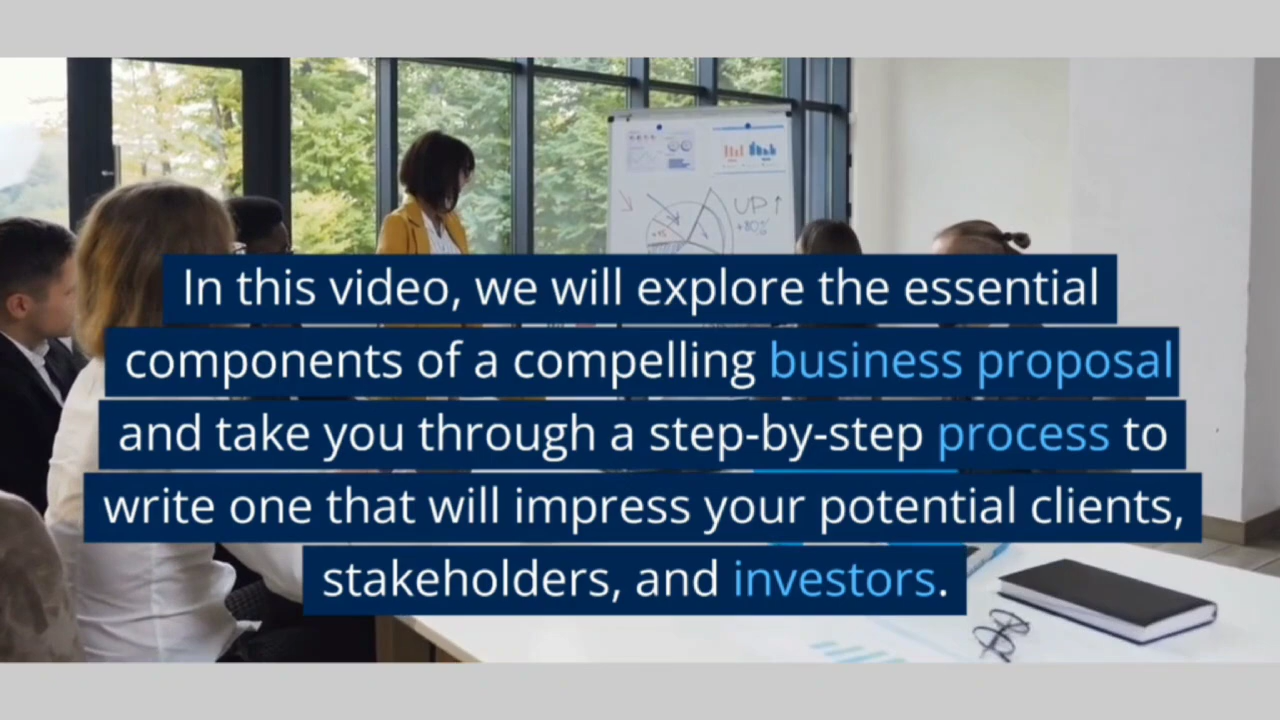 UP↑
+80%
In this video, we will explore the essential
components of a compelling business proposal
and take you through a step-by-step process to
write one that will impress your potential clients,
stakeholders, and investors.